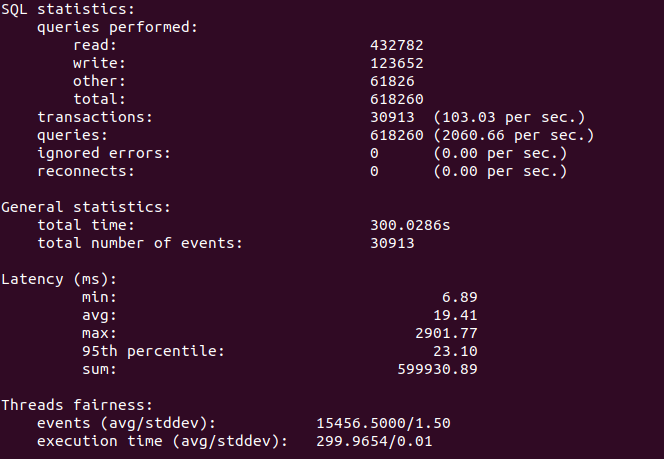 SQL statistics:
queries performed:
read: 432782
write: 123652
other: 61826
total: 618260
transactions: 30913 (103.03 per sec.)
queries: 618260 (2060.66 per sec.)
ignored errors: 0 (0.00 per sec.)
reconnects: 0 (0.00 per sec.)
General statistics:
total time: 300.0286s
total number of events: 30913
Latency (ms):
min: 6.89
avg: 19.41
max: 2901.77
95th percentile: 23.10
sum: 599930.89
Threads fairness:
events (avg/stddev): 15456.5000/1.50
execution time (avg/stddev): 299.9654/0.01